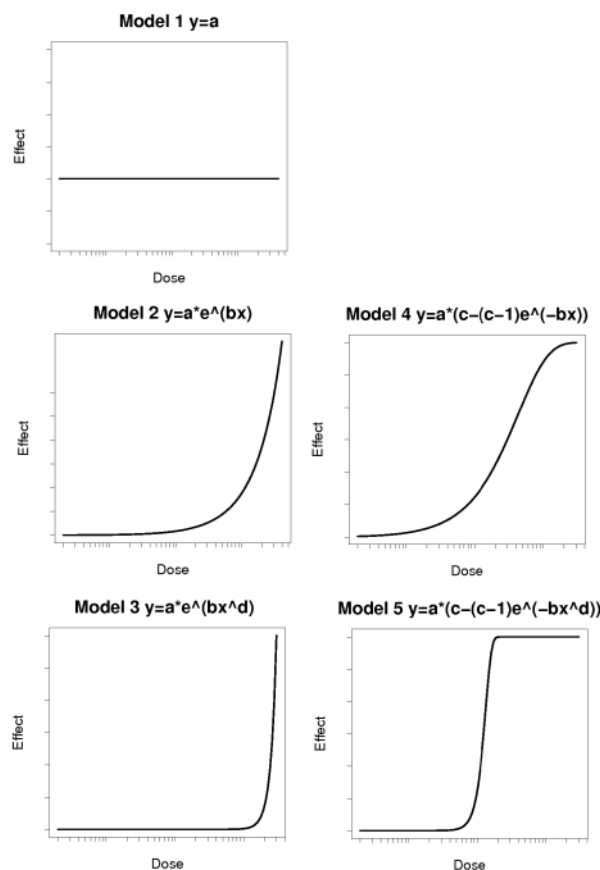 Model 1 y=a
Effect
Dose
Model 2 y=a*e^(bx)
Effect
Dose
Model 4 y=a*(c−(c−1)e^(−bx))
Effect
Dose
Model 3 y=a*e^(bx^d)
Effect
Dose
Model 5 y=a*(c−(c−1)e^(−bx^d))
Effect
Dose